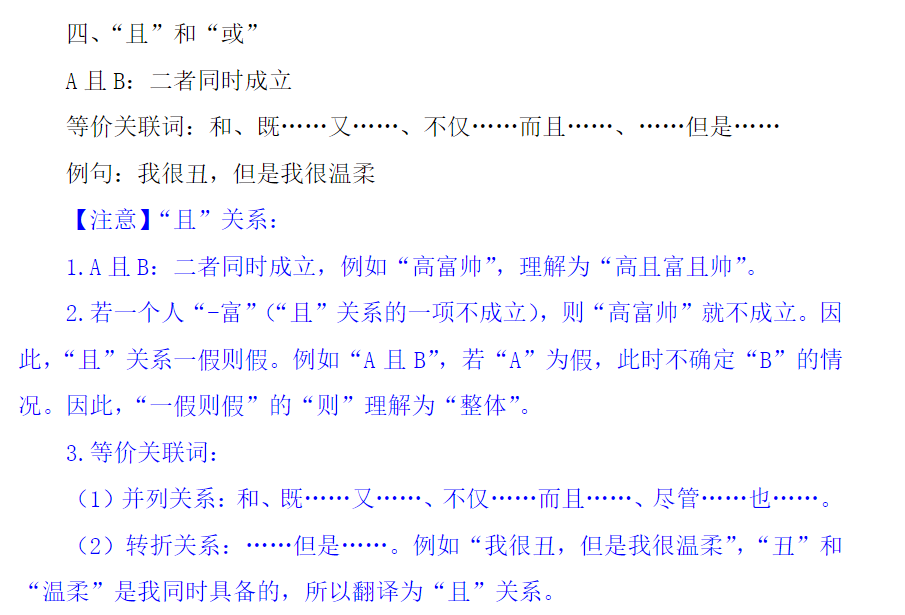 四、“且”和“或”
A 且 B：二者同时成立
等价关联词：和、既……又……、不仅……而且……、……但是……
例句：我很丑，但是我很温柔
【注意】“且”关系：
1.A 且 B：二者同时成立，例如“高富帅”，理解为“高且富且帅”。
2.若一个人“-富”（“且”关系的一项不成立），则“高富帅”就不成立。因
此，“且”关系一假则假。例如“A 且 B”，若“A”为假，此时不确定“B”的情
况。因此，“一假则假”的“则”理解为“整体”。
3.等价关联词：
（1）并列关系：和、既……又……、不仅……而且……、尽管……也……。
（2）转折关系：……但是……。例如“我很丑，但是我很温柔”，“丑”和
“温柔”是我同时具备的，所以翻译为“且”关系。